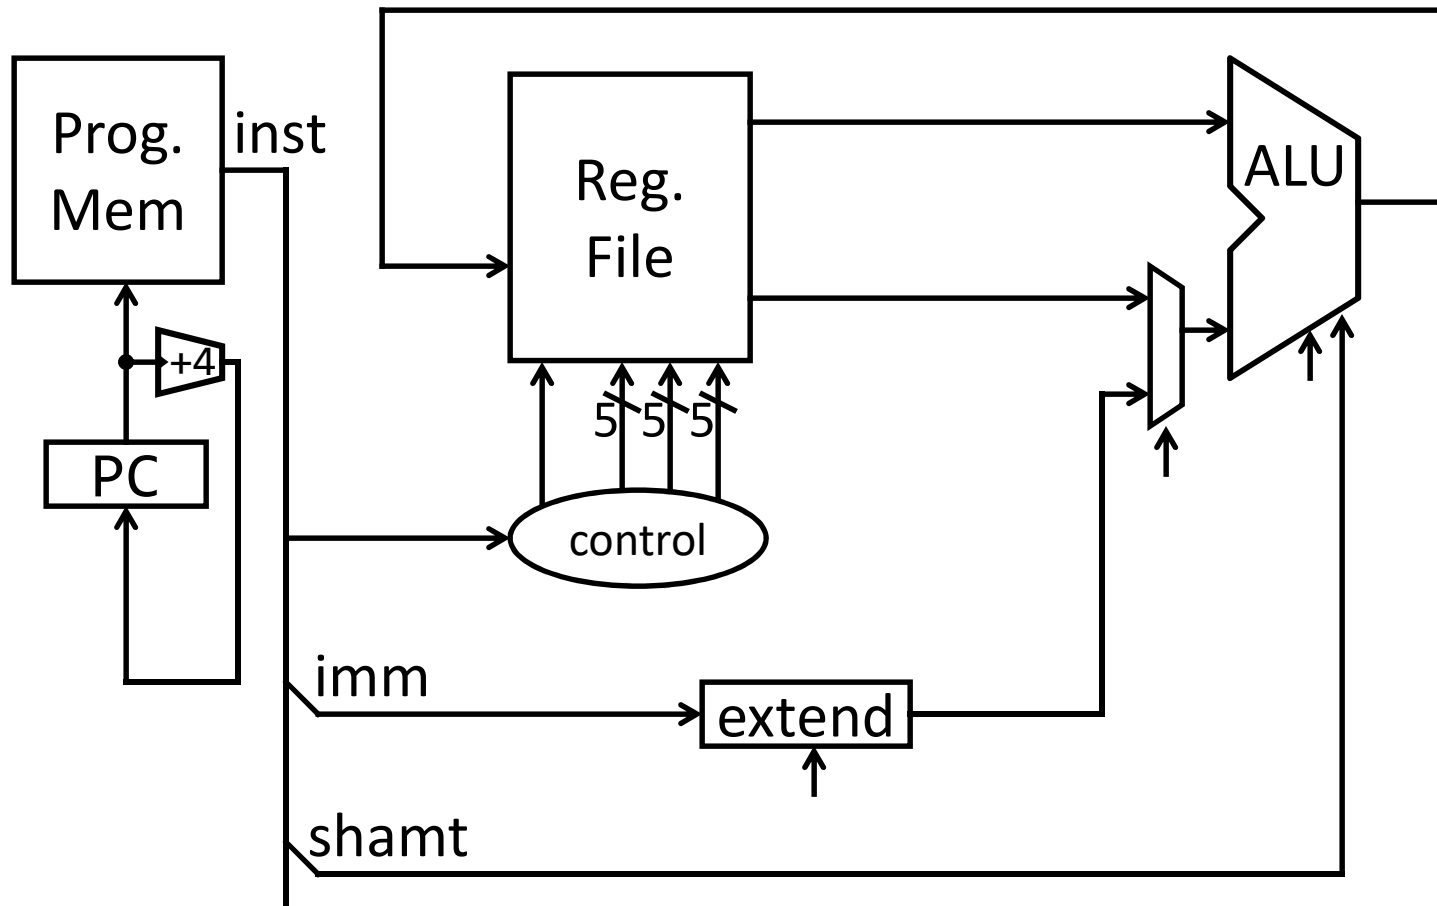 Prog.
Mem
inst
Reg.
File
ALU
+4
PC
5 5 5
control
imm
extend
shamt